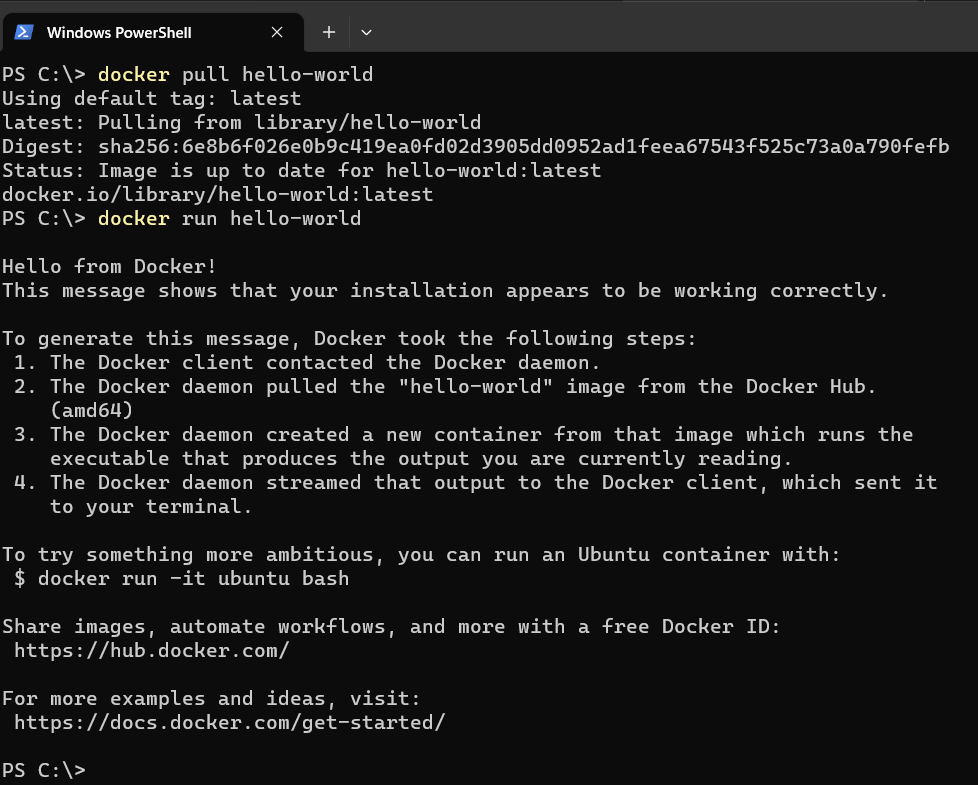 Windows PowerShell
PS C:\> docker pull hello-world
Using default tag: latest
latest: Pulling from library/hello-world
Digest: sha256:6e8b6f026e0b9c419ea0fd02d3905dd0952ad1feea67543f525c73a0a790fefb
Status: Image is up to date for hello-world:latest
docker.io/library/hello-world:latest
PS C:\> docker run hello-world
Hello from Docker!
This message shows that your installation appears to be working correctly.
To generate this message, Docker took the following steps:
1. The Docker client contacted the Docker daemon.
2. The Docker daemon pulled the "hello-world" image from the Docker Hub.
(amd64)
3. The Docker daemon created a new container from that image which runs the
executable that produces the output you are currently reading.
4. The Docker daemon streamed that output to the Docker client, which sent it
to your terminal.
To try something more ambitious, you can run an Ubuntu container with:
$ docker run -it ubuntu bash
Share images, automate workflows, and more with a free Docker ID:
https://hub.docker.com/
For more examples and ideas, visit:
https://docs.docker.com/get-started/
PS C:\>